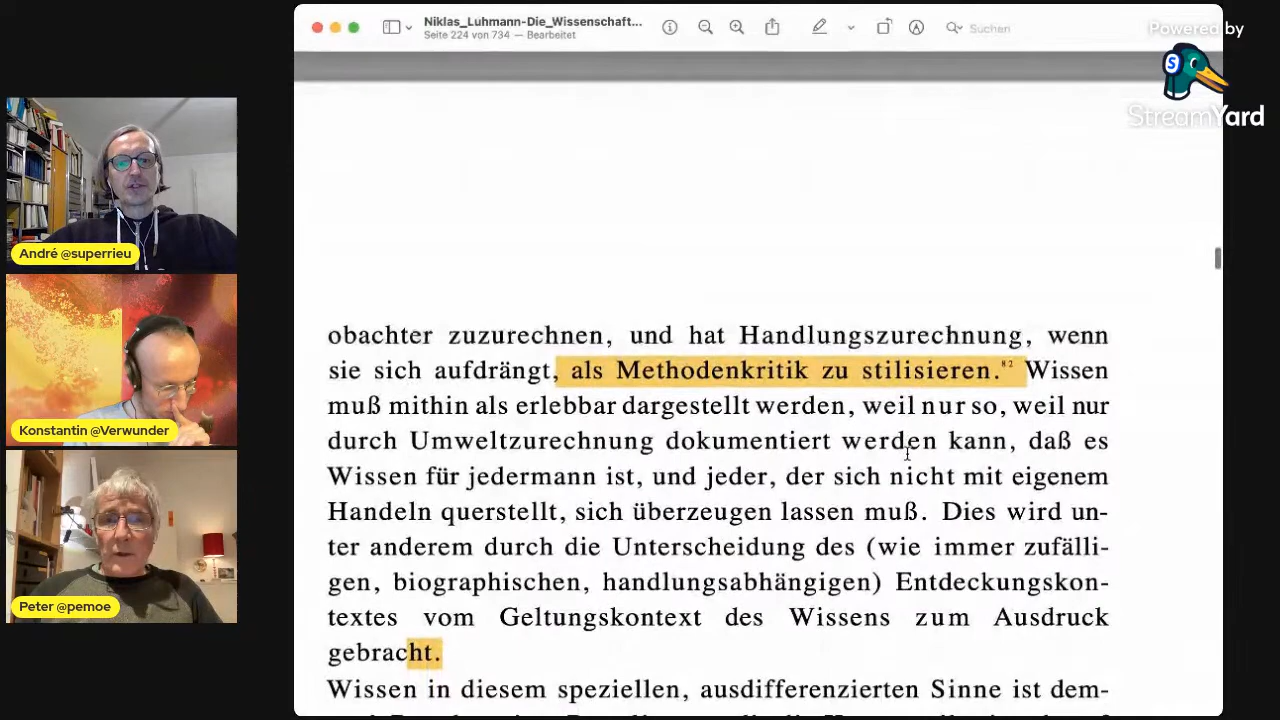 Niklas_Luhmann-Die_Wissenschaft...
Seite 224 von 734 — Bearbeitet
Suchen
Powered by
StreamYard
André @superrieu
Konstantin @Verwunder
Peter @pemoe
obachter zuzurechnen, und hat Handlungszurechnung, wenn
sie sich aufdrängt, als Methodenkritik zu stilisieren.82 Wissen
muß mithin als erlebbar dargestellt werden, weil nur so, weil nur
durch Umweltzurechnung dokumentiert werden kann, daß es
Wissen für jedermann ist, und jeder, der sich nicht mit eigenem
Handeln querstellt, sich überzeugen lassen muß. Dies wird un-
ter anderem durch die Unterscheidung des (wie immer zufälli-
gen, biographischen, handlungsabhängigen) Entdeckungskon-
textes vom Geltungskontext des Wissens zum Ausdruck
gebracht.
Wissen in diesem speziellen, ausdifferenzierten Sinne ist dem-